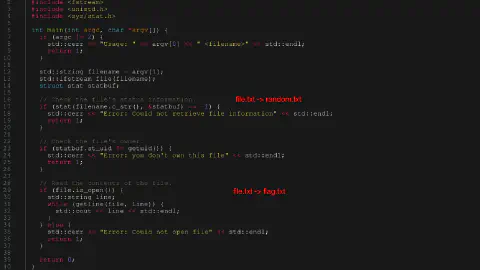 #include <fstream>
#include <unistd.h>
#include <sys/stat.h>
int main(int argc, char *argv[]) {
if (argc != 2) {
std::cerr << "Usage: " << argv[0] << " <filename>" << std::endl;
return 1;
}
std::string filename = argv[1];
std::ifstream file(filename);
struct stat statbuf;
// Check the file's status information.
file.txt -> random.txt
if (stat(filename.c_str(), &statbuf) == -1) {
std::cerr << "Error: Could not retrieve file information" << std::endl;
return 1;
}
// Check the file's owner.
if (statbuf.st_uid != getuid()) {
std::cerr << "Error: you don't own this file" << std::endl;
return 1;
}
// Read the contents of the file.
file.txt -> flag.txt
if (file.is_open()) {
std::string line;
while (getline(file, line)) {
std::cout << line << std::endl;
}
} else {
std::cerr << "Error: Could not open file" << std::endl;
return 1;
}
return 0;
}